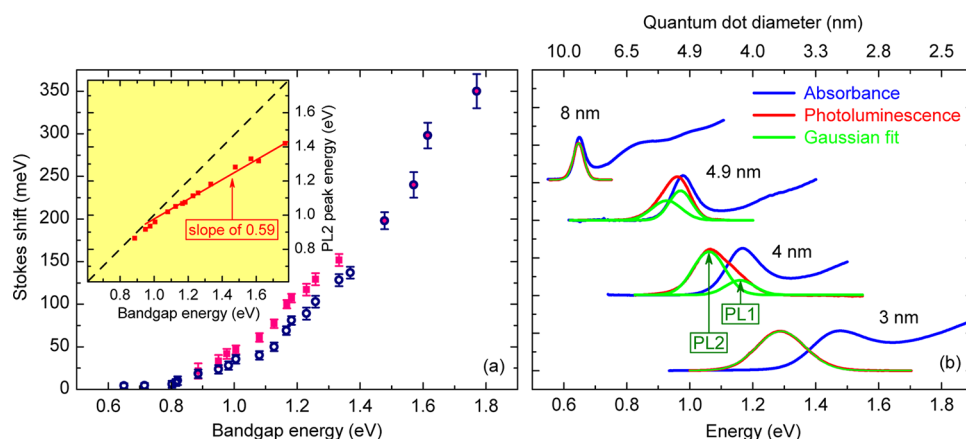 Quantum dot diameter (nm)
10.0 6.5 4.9 4.0 3.3 2.8 2.5
350
300
250
200
150
100
50
0
Stokes shift (meV)
1.6
1.4
1.2
1.0
0.8
PL2 peak energy (eV)
slope of 0.59
0.8 1.0 1.2 1.4 1.6
Bandgap energy (eV)
(a)
0.6 0.8 1.0 1.2 1.4 1.6 1.8
Bandgap energy (eV)
Absorbance
Photoluminescence
Gaussian fit
8 nm
4.9 nm
4 nm
PL1
PL2
3 nm
(b)
0.6 0.8 1.0 1.2 1.4 1.6 1.8
Energy (eV)